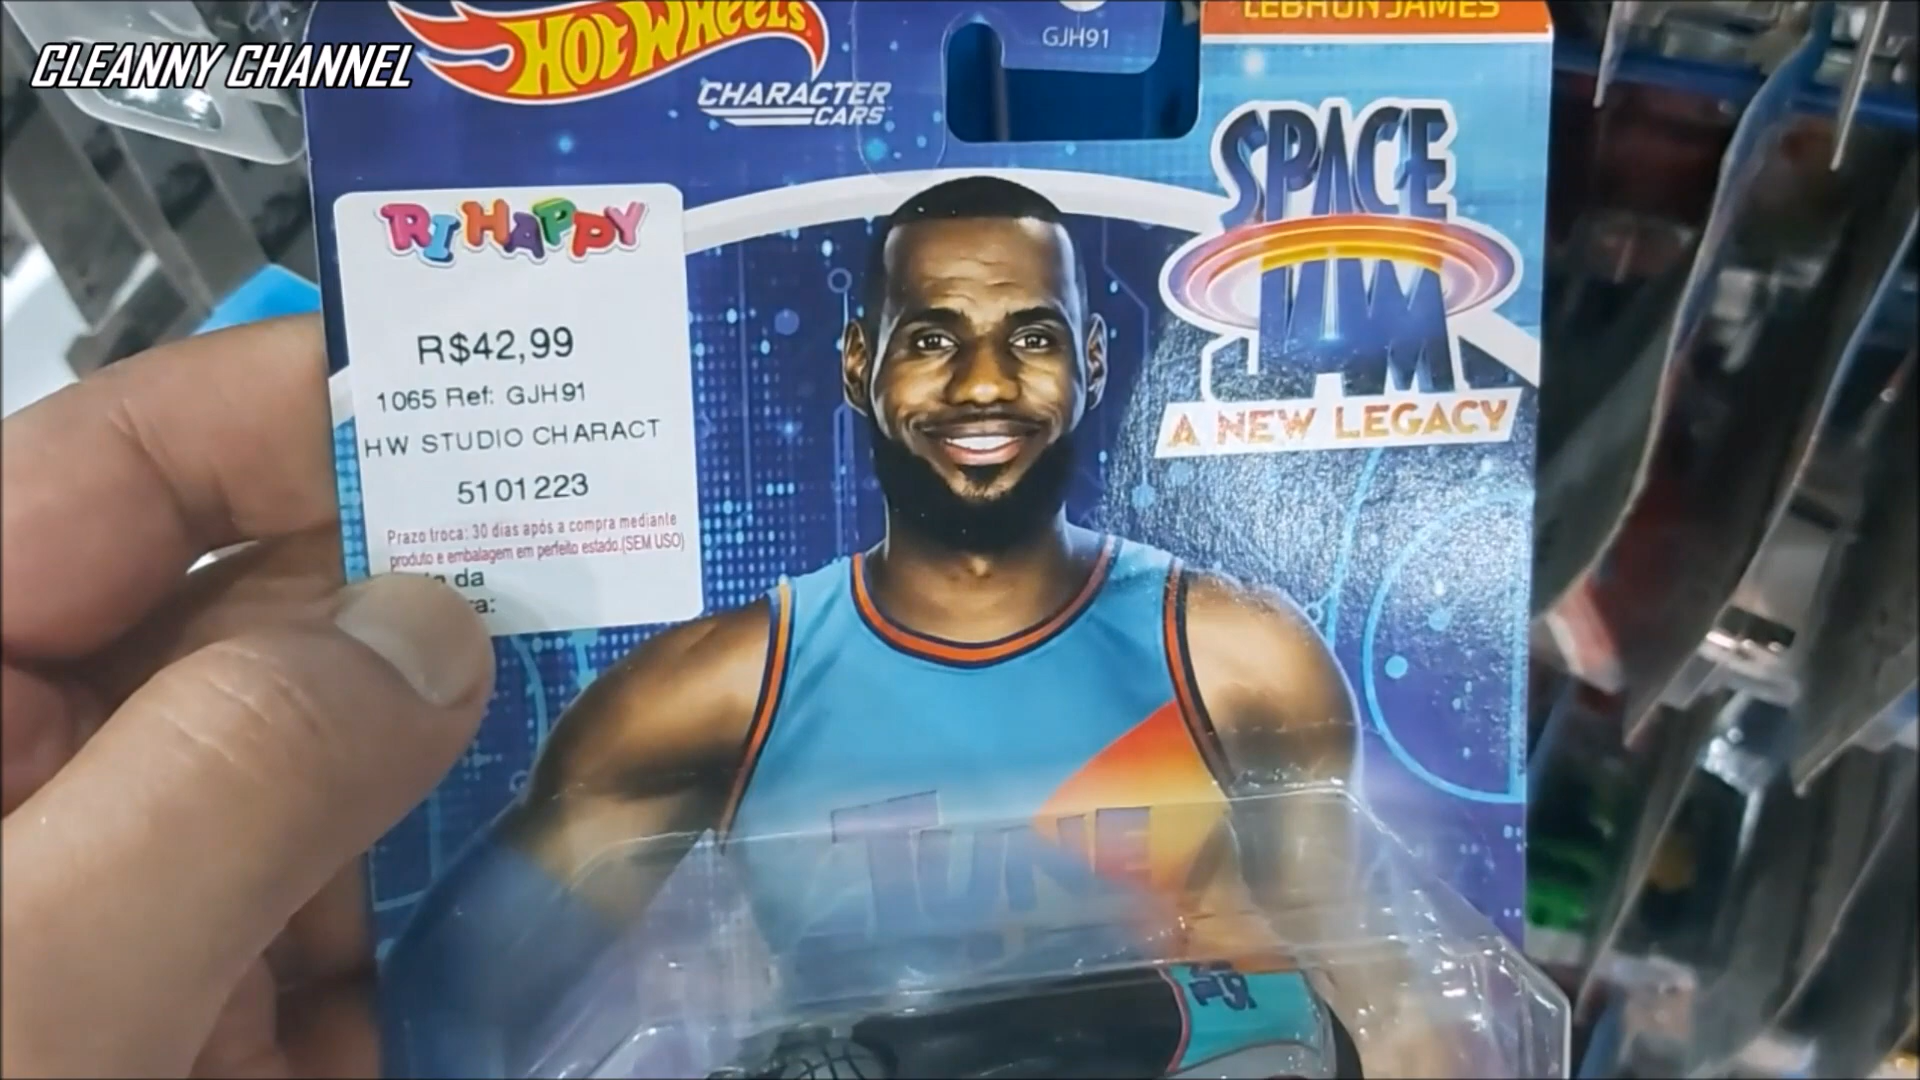 CLEANNY CHANNEL
HOT WHEELS
CHARACTER
CARS
GJH91
LEBRON JAMES
SPACE
JAM
A NEW LEGACY
RI HAPPY
R$42,99
1065 Ref: GJH91
HW STUDIO CHARACT
5101223
Prazo troca: 30 dias após a compra mediante
produto e embalagem em perfeito estado.(SEM USO)
da
ra:
TUNE